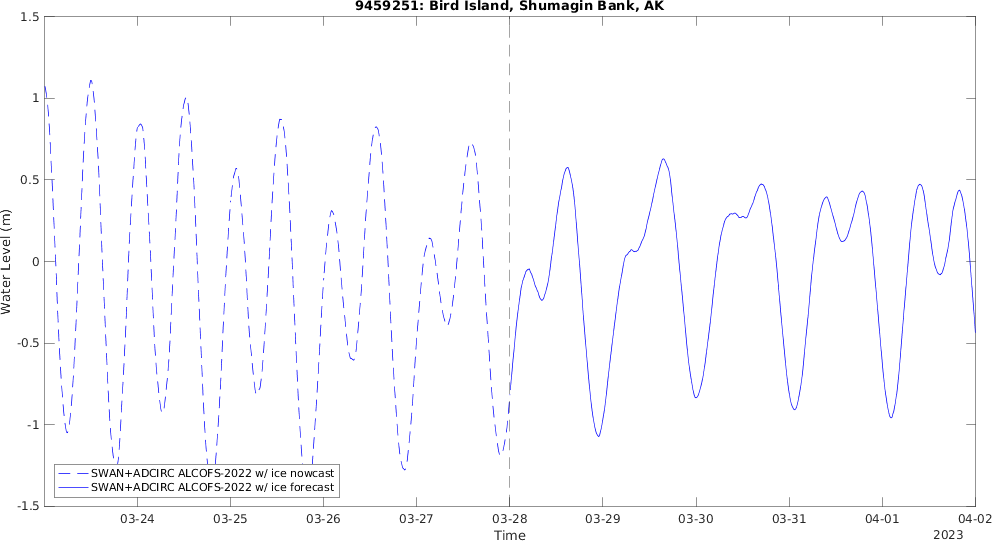 9459251: Bird Island, Shumagin Bank, AK
1.5
1
0.5
0
-0.5
-1
-1.5
Water Level (m)
SWAN+ADCIRC ALCOFS-2022 w/ ice nowcast
SWAN+ADCIRC ALCOFS-2022 w/ ice forecast
03-24 03-25 03-26 03-27 03-28 03-29 03-30 03-31 04-01 04-02
Time
2023